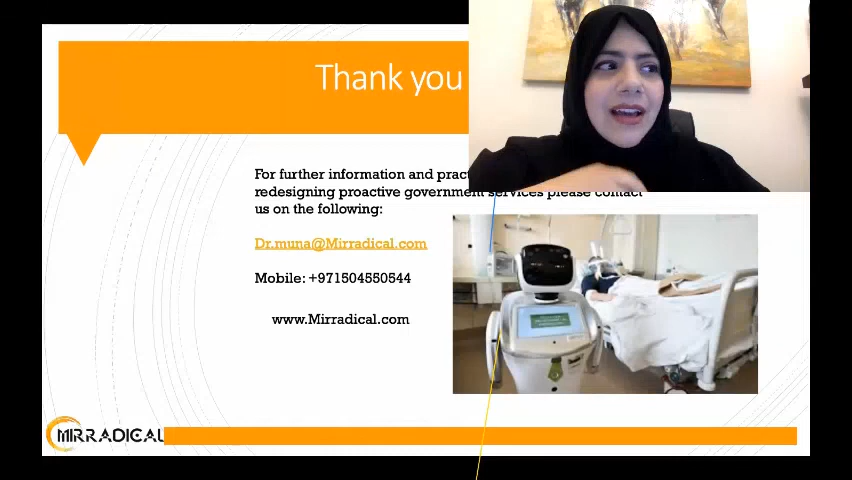 Thank you
For further information and prac
redesigning proactive government services please contact
us on the following:
Dr.muna@Mirradical.com
Mobile: +971504550544
www.Mirradical.com
MIRRADICAL